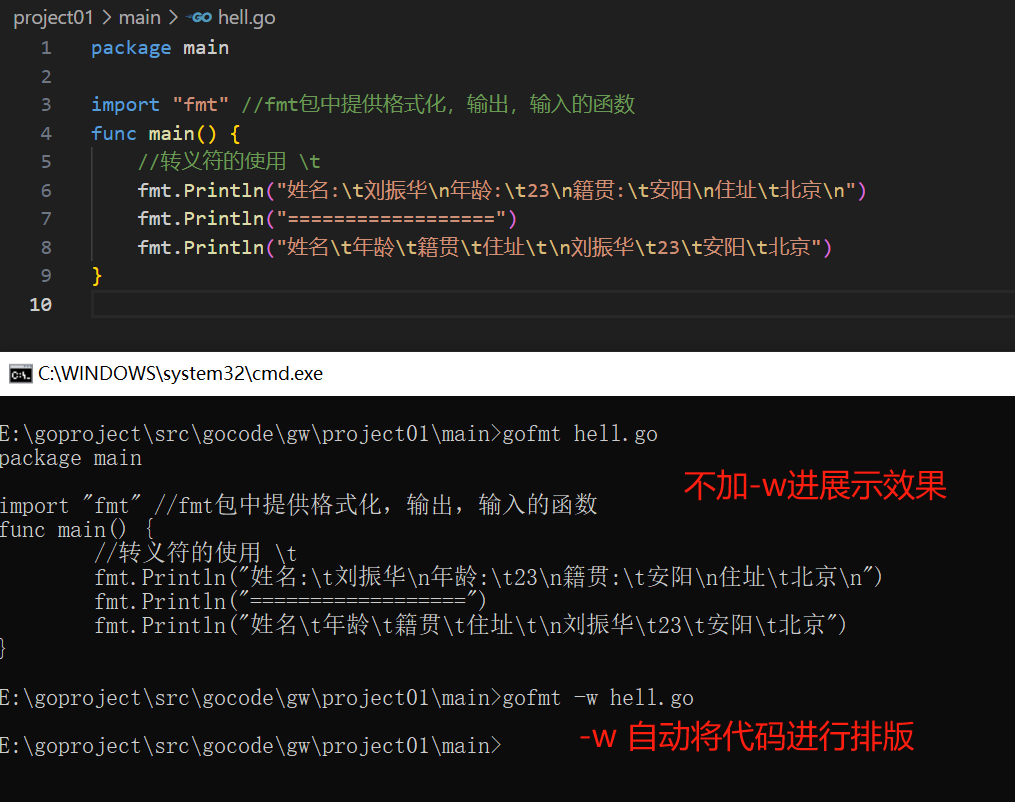 project01 > main > GO hell.go
1 package main
2
3 import "fmt" //fmt包中提供格式化，输出，输入的函数
4 func main() {
5     //转义符的使用 \t
6     fmt.Println("姓名:\t刘振华\n年龄:\t23\n籍贯:\t安阳\n住址\t北京\n")
7     fmt.Println("==================")
8     fmt.Println("姓名\t年龄\t籍贯\t住址\t\n刘振华\t23\t安阳\t北京")
9 }
10
C:\WINDOWS\system32\cmd.exe
E:\goproject\src\gocode\gw\project01\main>gofmt hell.go
package main
不加-w进展示效果
import "fmt" //fmt包中提供格式化，输出，输入的函数
func main() {
        //转义符的使用 \t
        fmt.Println("姓名:\t刘振华\n年龄:\t23\n籍贯:\t安阳\n住址\t北京\n")
        fmt.Println("==================")
        fmt.Println("姓名\t年龄\t籍贯\t住址\t\n刘振华\t23\t安阳\t北京")
}
E:\goproject\src\gocode\gw\project01\main>gofmt -w hell.go
-w 自动将代码进行排版
E:\goproject\src\gocode\gw\project01\main>